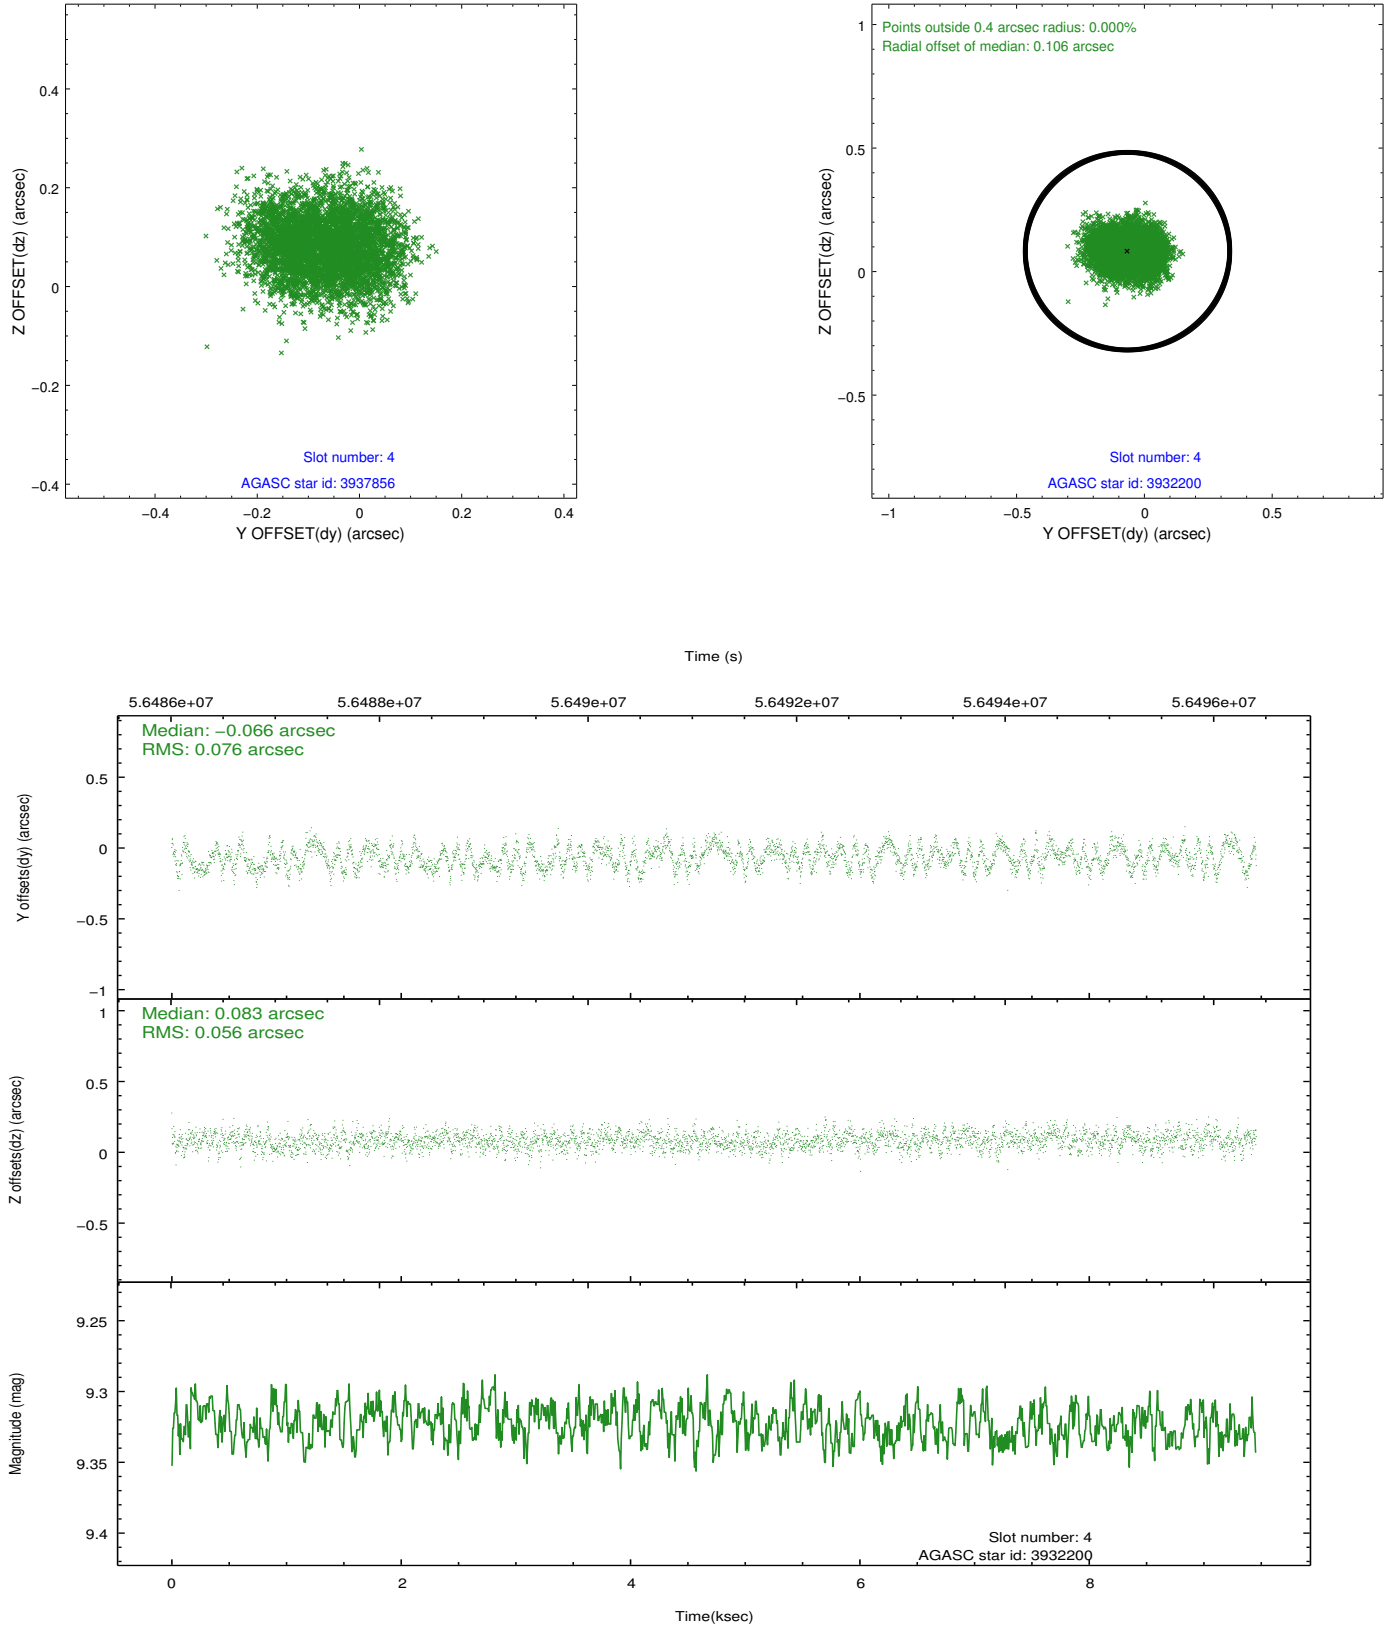 0.4
0.2
0
−0.2
−0.4
Z OFFSET(dz) (arcsec)
Slot number: 4
AGASC star id: 3937856
−0.4
−0.2
0
0.2
0.4
Y OFFSET(dy) (arcsec)
Points outside 0.4 arcsec radius: 0.000%
Radial offset of median: 0.106 arcsec
1
0.5
0
−0.5
Z OFFSET(dz) (arcsec)
Slot number: 4
AGASC star id: 3932200
−1
−0.5
0
0.5
Y OFFSET(dy) (arcsec)
Time (s)
5.6486e+07
5.6488e+07
5.649e+07
5.6492e+07
5.6494e+07
5.6496e+07
Median: −0.066 arcsec
RMS: 0.076 arcsec
0.5
0
−0.5
−1
Y offsets(dy) (arcsec)
Median: 0.083 arcsec
RMS: 0.056 arcsec
1
0.5
0
−0.5
Z offsets(dz) (arcsec)
9.25
9.3
9.35
9.4
Magnitude (mag)
Slot number: 4
AGASC star id: 3932200
0
2
4
6
8
Time(ksec)